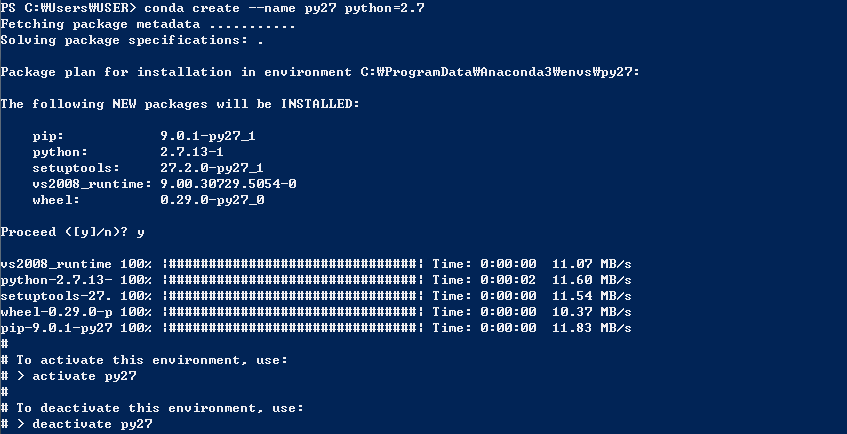 PS C:₩Users₩USER> conda create --name py27 python=2.7
Fetching package metadata ...........
Solving package specifications: .
Package plan for installation in environment C:₩ProgramData₩Anaconda3₩envs₩py27:
The following NEW packages will be INSTALLED:
pip: 9.0.1-py27_1
python: 2.7.13-1
setuptools: 27.2.0-py27_1
vs2008_runtime: 9.00.30729.5054-0
wheel: 0.29.0-py27_0
Proceed ([y]/n)? y
vs2008_runtime 100% |###############################| Time: 0:00:00 11.07 MB/s
python-2.7.13- 100% |###############################| Time: 0:00:02 11.60 MB/s
setuptools-27. 100% |###############################| Time: 0:00:00 11.54 MB/s
wheel-0.29.0-p 100% |###############################| Time: 0:00:00 10.37 MB/s
pip-9.0.1-py27 100% |###############################| Time: 0:00:00 11.83 MB/s
#
# To activate this environment, use:
# > activate py27
#
# To deactivate this environment, use:
# > deactivate py27